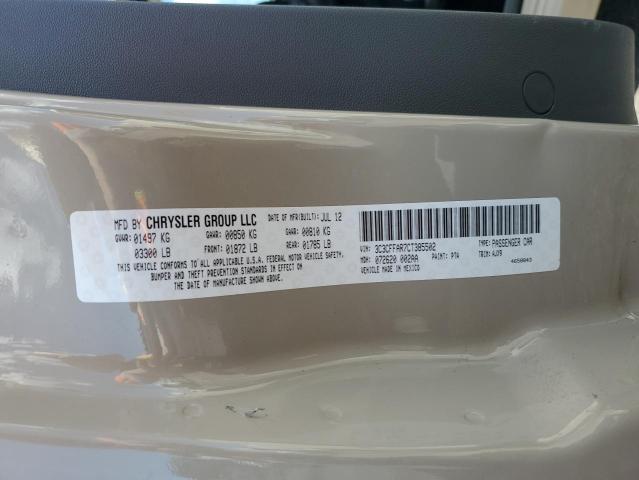 MFD BY CHRYSLER GROUP LLC DATE OF MFR(BUILT): JUL 12
GVWR: 01497 KG GAWR: 00850 KG GAWR: 00810 KG
03300 LB FRONT: 01872 LB REAR: 01785 LB
THIS VEHICLE CONFORMS TO ALL APPLICABLE U.S.A. FEDERAL MOTOR VEHICLE SAFETY,
BUMPER AND THEFT PREVENTION STANDARDS IN EFFECT ON
THE DATE OF MANUFACTURE SHOWN ABOVE.
VIN: 3C3CFFAR7CT385502 TYPE: PASSENGER CAR
MDH: 072620 002AA PAINT: PTA TRIM: AJX9
VEHICLE MADE IN MEXICO